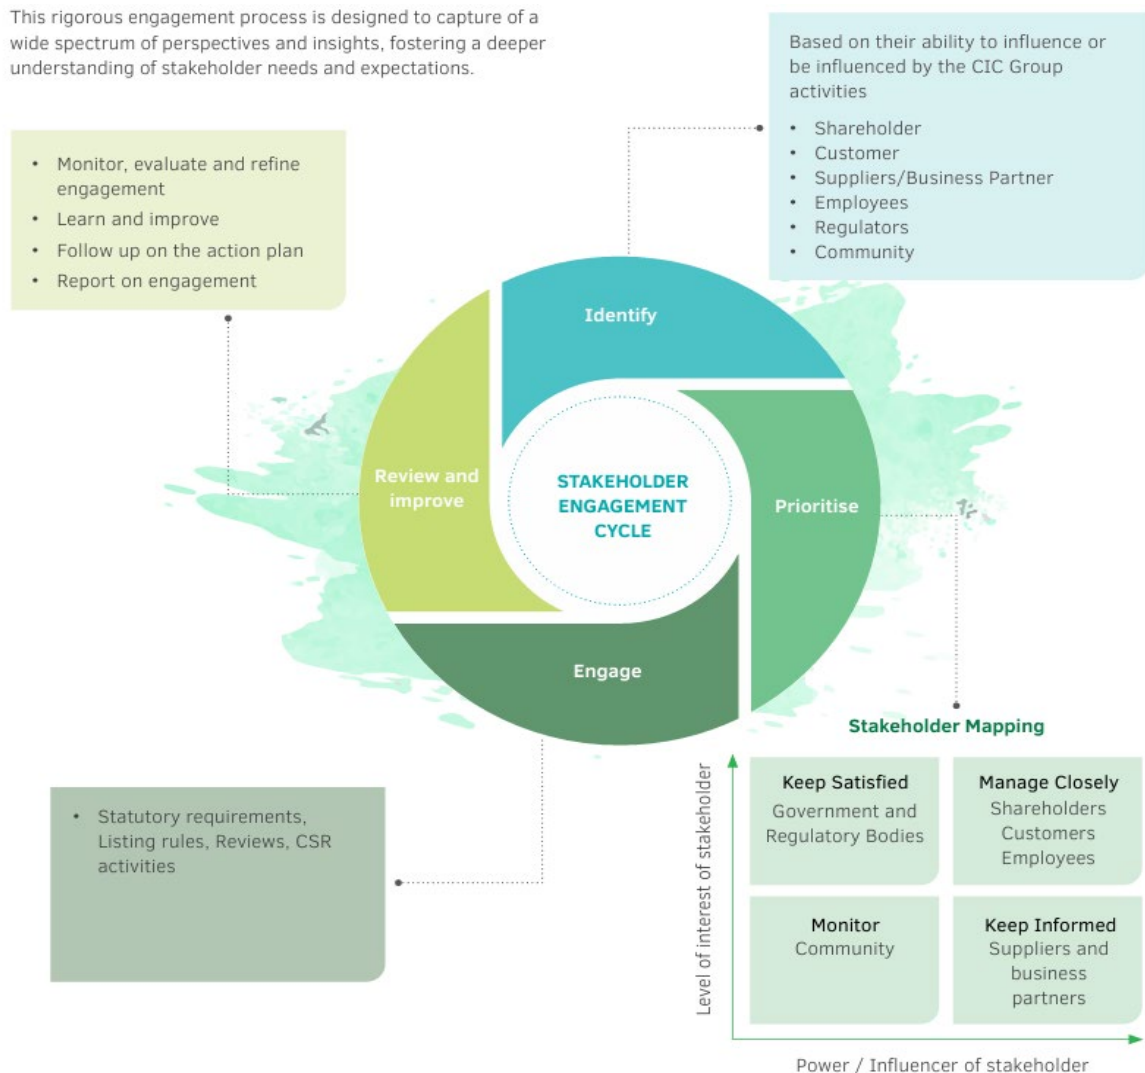 This rigorous engagement process is designed to capture of a
wide spectrum of perspectives and insights, fostering a deeper
understanding of stakeholder needs and expectations.
Based on their ability to influence or
be influenced by the CIC Group
activities
• Shareholder
• Customer
• Suppliers/Business Partner
• Employees
• Regulators
• Community
• Monitor, evaluate and refine
engagement
• Learn and improve
• Follow up on the action plan
• Report on engagement
Identify
Review and
improve
STAKEHOLDER
ENGAGEMENT
CYCLE
Prioritise
Engage
• Statutory requirements,
Listing rules, Reviews, CSR
activities
Stakeholder Mapping
Level of interest of stakeholder
Keep Satisfied
Government and
Regulatory Bodies
Manage Closely
Shareholders
Customers
Employees
Monitor
Community
Keep Informed
Suppliers and
business
partners
Power / Influencer of stakeholder